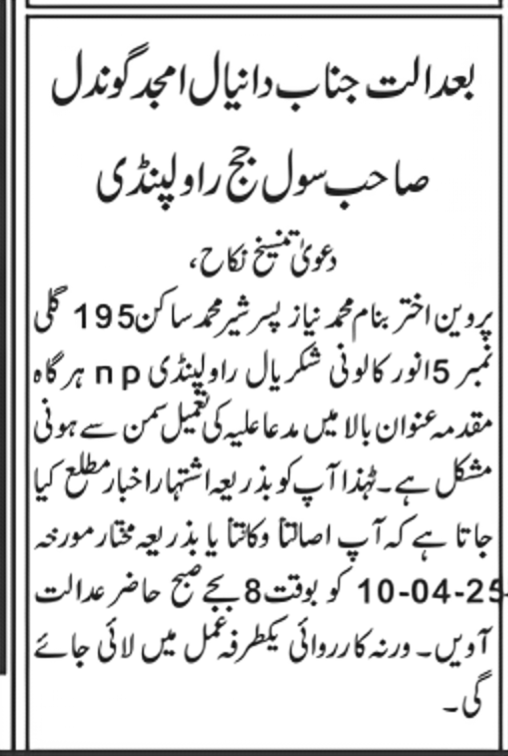 بعدالت جناب دانیال امجد گوندل
صاحب سول جج راولپنڈی
دعویٰ تنسیخ نکاح،
پروین اختر بنام محمد نیاز پسر شیر محمد ساکن 195 گلی
نمبر 5 انور کالونی شکریال راولپنڈی n p ہرگاہ
مقدمہ عنوان بالا میں مدعا علیہ کی تعمیل سمن سے ہونی
مشکل ہے۔ لہٰذا آپ کو بذریعہ اشتہار اخبار مطلع کیا
جاتا ہے کہ آپ اصالتاً وکالتاً یا بذریعہ مختار مورخہ
10-04-25 کو بوقت 8 بجے صبح حاضر عدالت
آویں۔ ورنہ کارروائی یکطرفہ عمل میں لائی جائے
گی۔